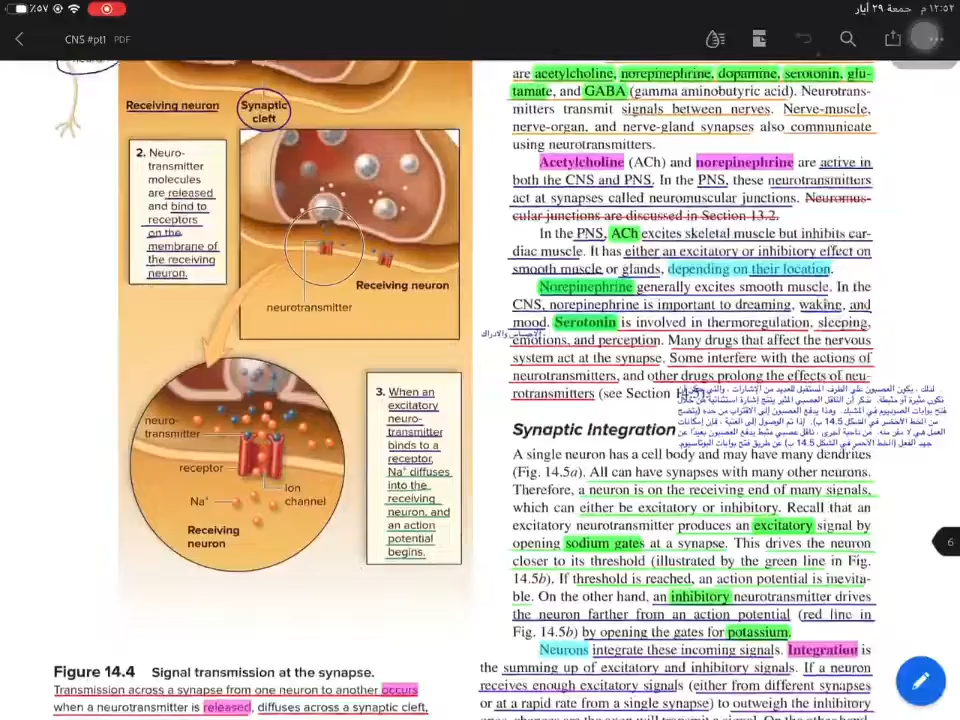 ٪٥٧
١٢:٥٢ م جمعة ٢٩ أيار
CNS #pt1 PDF
Receiving neuron
Synaptic
cleft
2. Neuro-
transmitter
molecules
are released
and bind to
receptors
on the
membrane of
the receiving
neuron.
Receiving neuron
neurotransmitter
neuro-
transmitter
receptor
Na+
Ion
channel
Receiving
neuron
3. When an
excitatory
neuro-
transmitter
binds to a
receptor,
Na+ diffuses
into the
receiving
neuron, and
an action
potential
begins.
Figure 14.4 Signal transmission at the synapse.
Transmission across a synapse from one neuron to another occurs
when a neurotransmitter is released, diffuses across a synaptic cleft,
are acetylcholine, norepinephrine, dopamine, serotonin, glu-
tamate, and GABA (gamma aminobutyric acid). Neurotrans-
mitters transmit signals between nerves. Nerve-muscle,
nerve-organ, and nerve-gland synapses also communicate
using neurotransmitters.
Acetylcholine (ACh) and norepinephrine are active in
both the CNS and PNS. In the PNS, these neurotransmitters
act at synapses called neuromuscular junctions. Neuromus-
cular junctions are discussed in Section 13.2.
In the PNS, ACh excites skeletal muscle but inhibits car-
diac muscle. It has either an excitatory or inhibitory effect on
smooth muscle or glands, depending on their location.
Norepinephrine generally excites smooth muscle. In the
CNS, norepinephrine is important to dreaming, waking, and
mood. Serotonin is involved in thermoregulation, sleeping,
الاحساس والادراك
emotions, and perception. Many drugs that affect the nervous
system act at the synapse. Some interfere with the actions of
neurotransmitters, and other drugs prolong the effects of neu-
rotransmitters (see Section 14.5).
Synaptic Integration
A single neuron has a cell body and may have many dendrites
(Fig. 14.5a). All can have synapses with many other neurons.
Therefore, a neuron is on the receiving end of many signals,
which can either be excitatory or inhibitory. Recall that an
excitatory neurotransmitter produces an excitatory signal by
opening sodium gates at a synapse. This drives the neuron
closer to its threshold (illustrated by the green line in Fig.
14.5b). If threshold is reached, an action potential is inevita-
ble. On the other hand, an inhibitory neurotransmitter drives
the neuron farther from an action potential (red line in
Fig. 14.5b) by opening the gates for potassium.
Neurons integrate these incoming signals. Integration is
the summing up of excitatory and inhibitory signals. If a neuron
receives enough excitatory signals (either from different synapses
or at a rapid rate from a single synapse) to outweigh the inhibitory
6